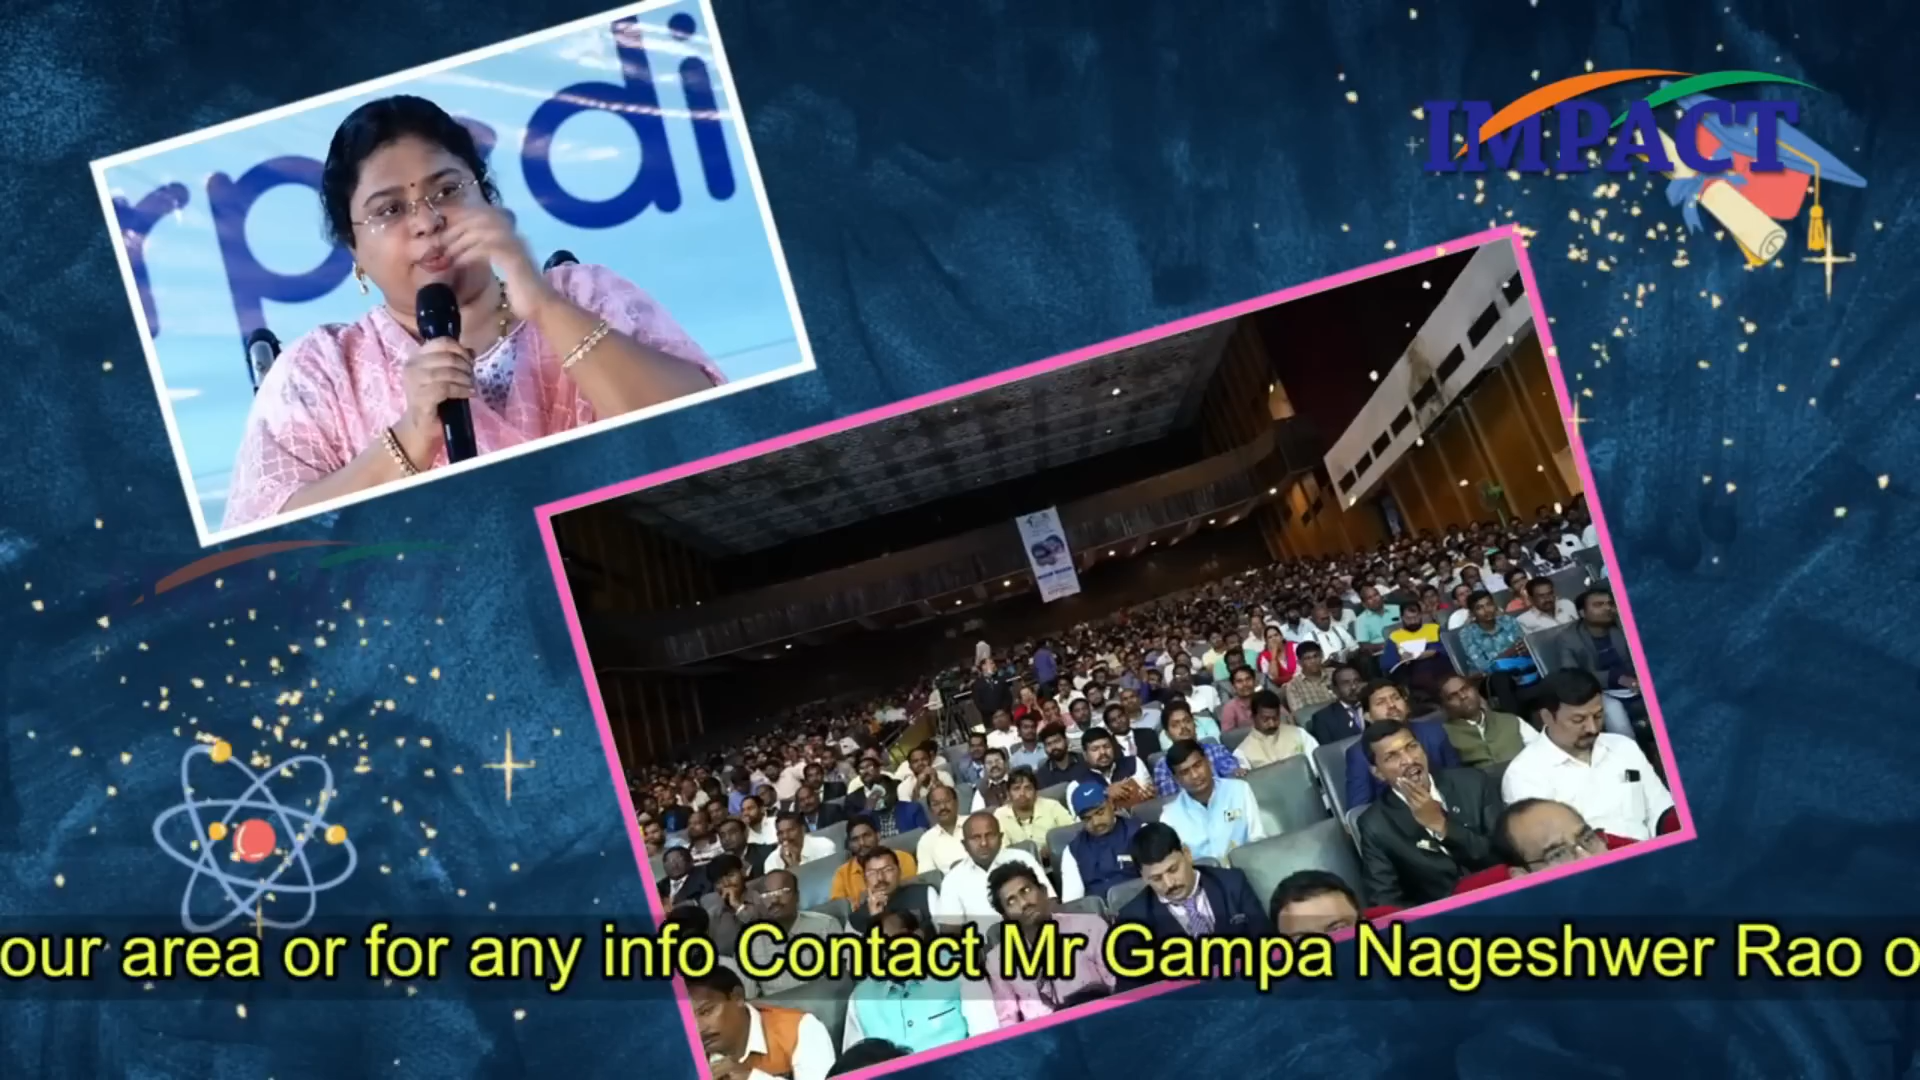 rpadi
IMPACT
our area or for any info Contact Mr Gampa Nageshwer Rao o